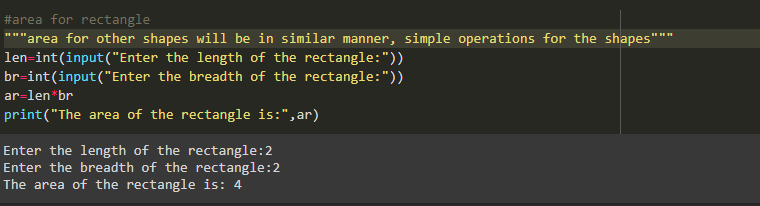 #area for rectangle
"""area for other shapes will be in similar manner, simple operations for the shapes"""
len=int(input("Enter the length of the rectangle:"))
br=int(input("Enter the breadth of the rectangle:"))
ar=len*br
print("The area of the rectangle is:",ar)
Enter the length of the rectangle:2
Enter the breadth of the rectangle:2
The area of the rectangle is: 4